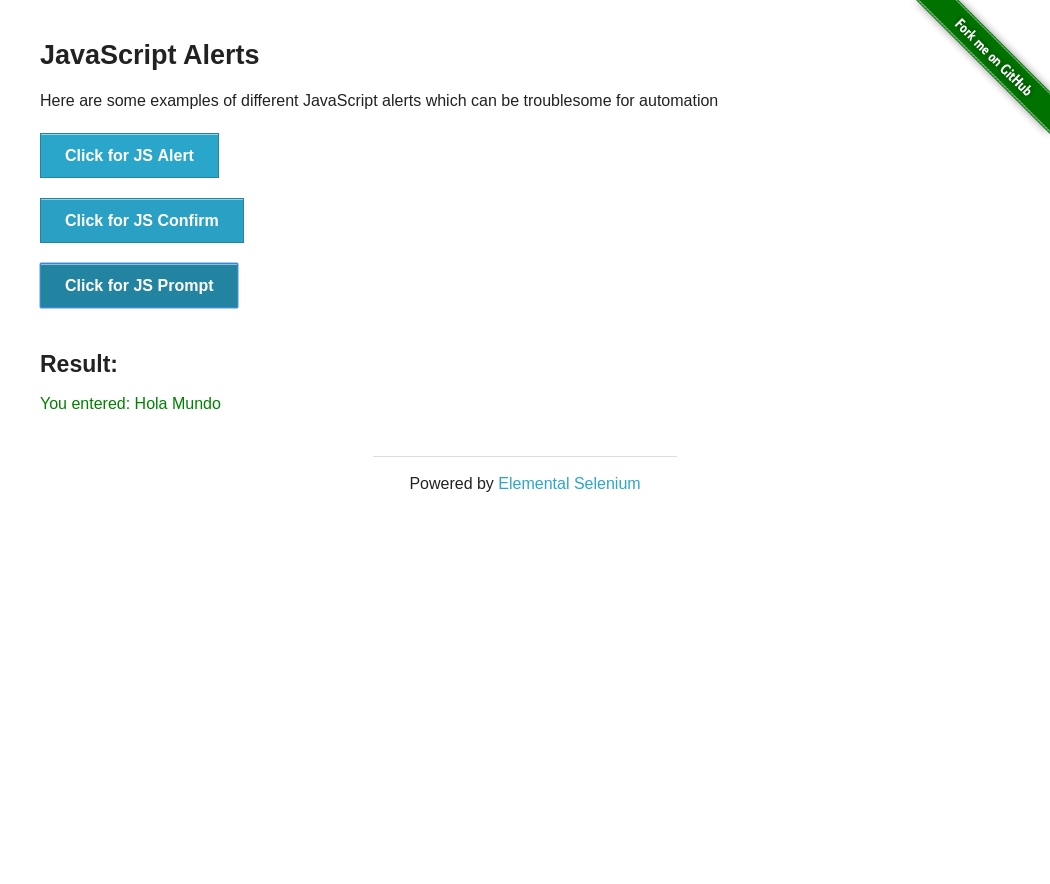 Fork me on GitHub
JavaScript Alerts
Here are some examples of different JavaScript alerts which can be troublesome for automation
Click for JS Alert
Click for JS Confirm
Click for JS Prompt
Result:
You entered: Hola Mundo
Powered by Elemental Selenium